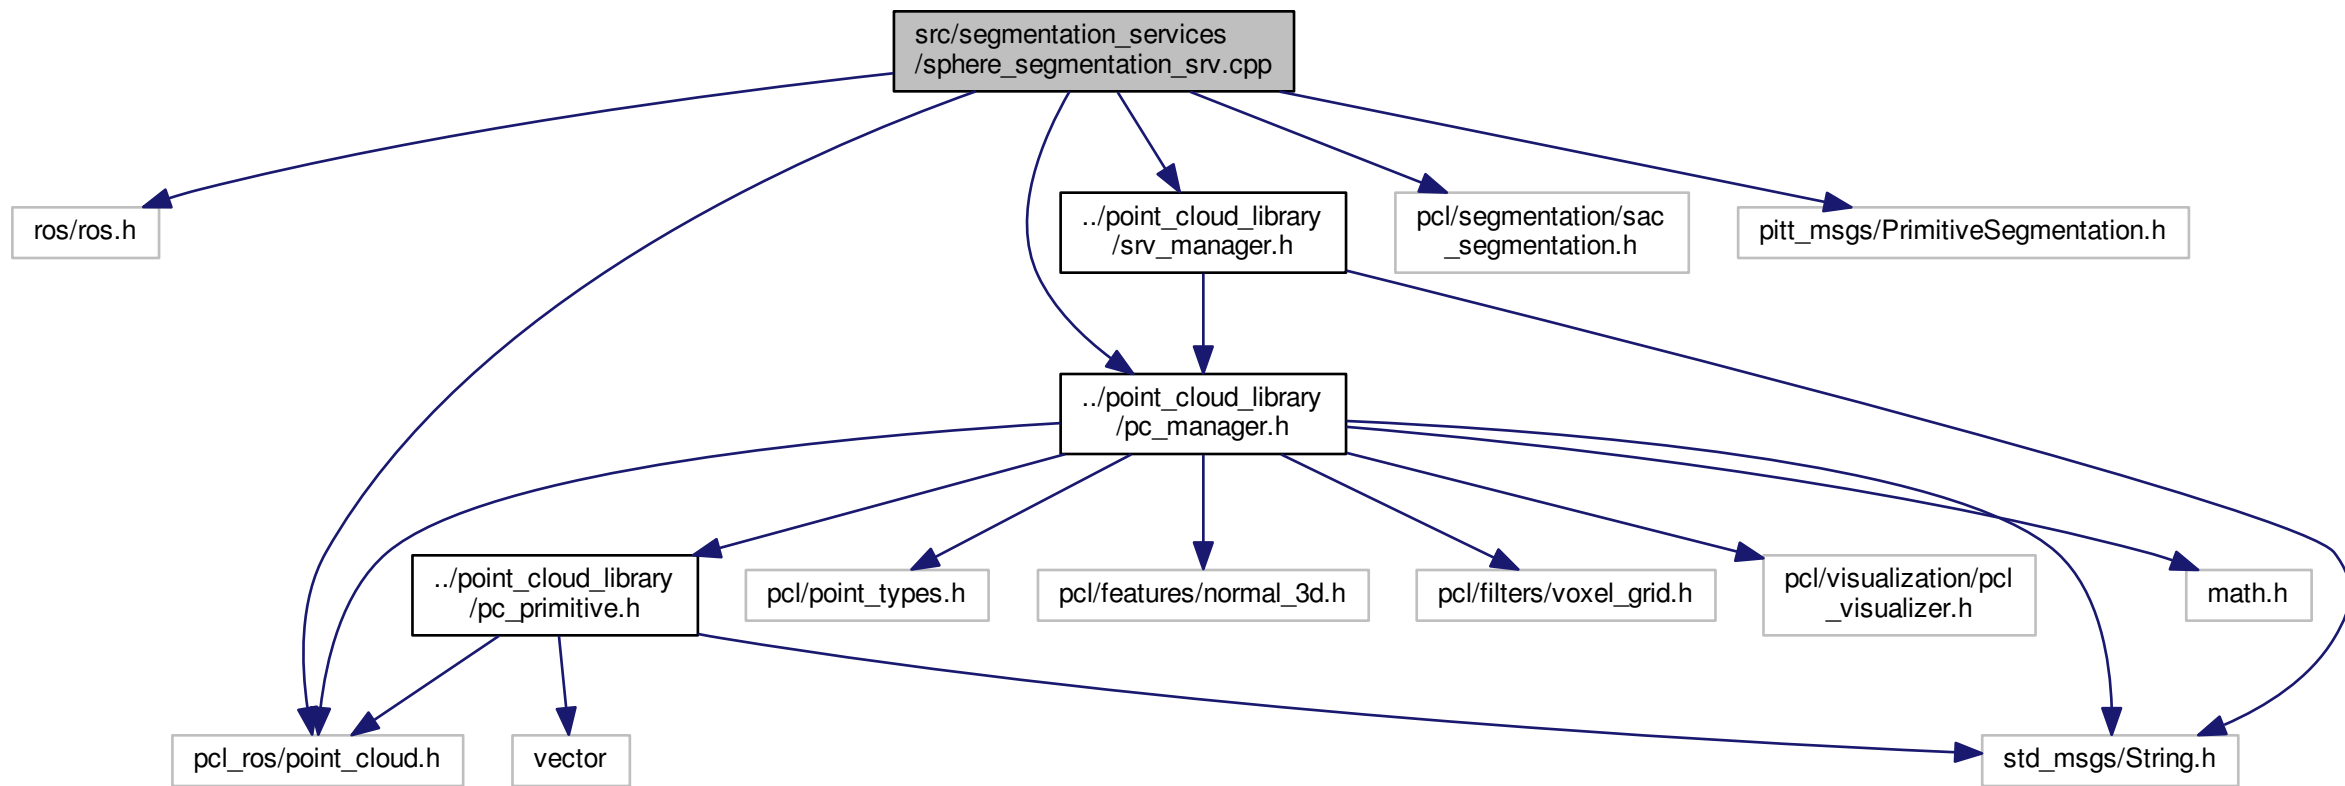 src/segmentation_services
/sphere_segmentation_srv.cpp
ros/ros.h
../point_cloud_library
/srv_manager.h
pcl/segmentation/sac
_segmentation.h
pitt_msgs/PrimitiveSegmentation.h
../point_cloud_library
/pc_manager.h
../point_cloud_library
/pc_primitive.h
pcl/point_types.h
pcl/features/normal_3d.h
pcl/filters/voxel_grid.h
pcl/visualization/pcl
_visualizer.h
math.h
pcl_ros/point_cloud.h
vector
std_msgs/String.h